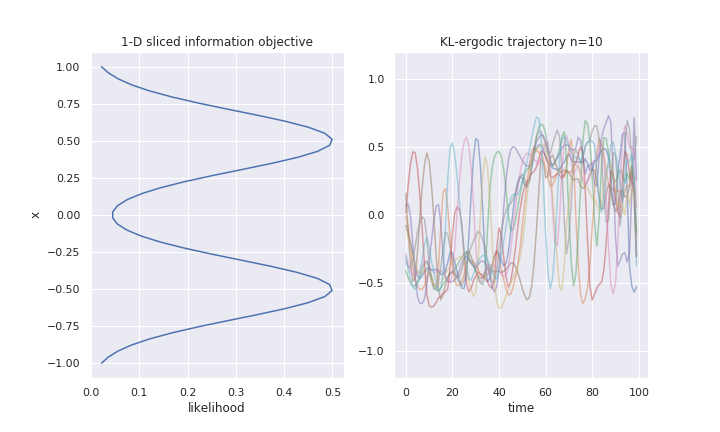 1-D sliced information objective
1.00
0.75
0.50
0.25
0.00
−0.25
−0.50
−0.75
−1.00
x
0.0 0.1 0.2 0.3 0.4 0.5
likelihood
KL-ergodic trajectory n=10
1.0
0.5
0.0
−0.5
−1.0
0 20 40 60 80 100
time